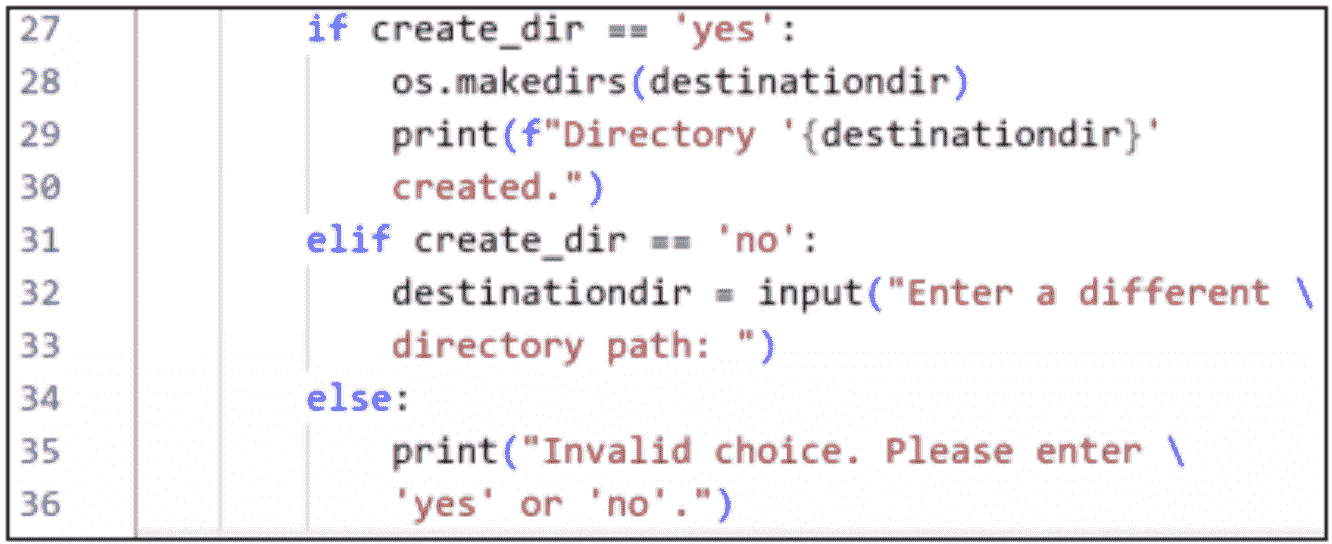 27 if create_dir == 'yes':
28 os.makedirs(destinationdir)
29 print(f"Directory '{destinationdir}'
30 created.")
31 elif create_dir == 'no':
32 destinationdir = input("Enter a different \
33 directory path: ")
34 else:
35 print("Invalid choice. Please enter \
36 'yes' or 'no'.")